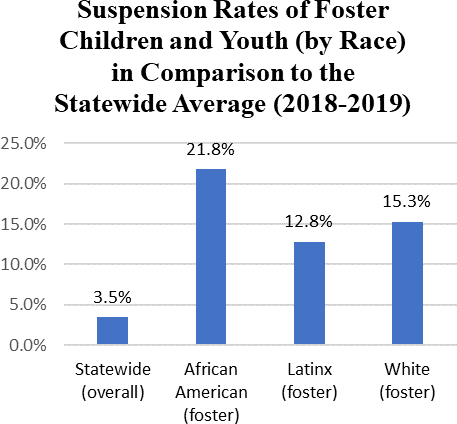 Suspension Rates of Foster
Children and Youth (by Race)
in Comparison to the
Statewide Average (2018-2019)
25.0%
20.0%
15.0%
10.0%
5.0%
0.0%
3.5%
21.8%
12.8%
15.3%
Statewide
(overall)
African
American
(foster)
Latinx
(foster)
White
(foster)